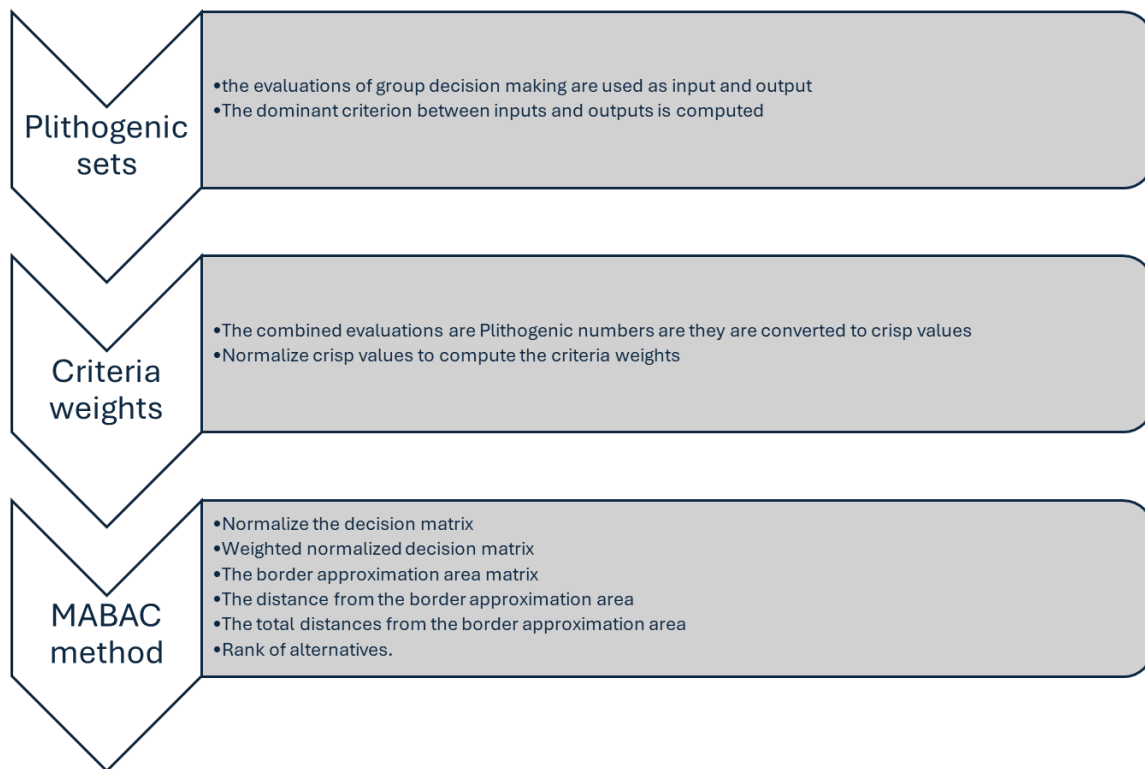 Plithogenic
sets
•the evaluations of group decision making are used as input and output
•The dominant criterion between inputs and outputs is computed
Criteria
weights
•The combined evaluations are Plithogenic numbers are they are converted to crisp values
•Normalize crisp values to compute the criteria weights
MABAC
method
•Normalize the decision matrix
•Weighted normalized decision matrix
•The border approximation area matrix
•The distance from the border approximation area
•The total distances from the border approximation area
•Rank of alternatives.